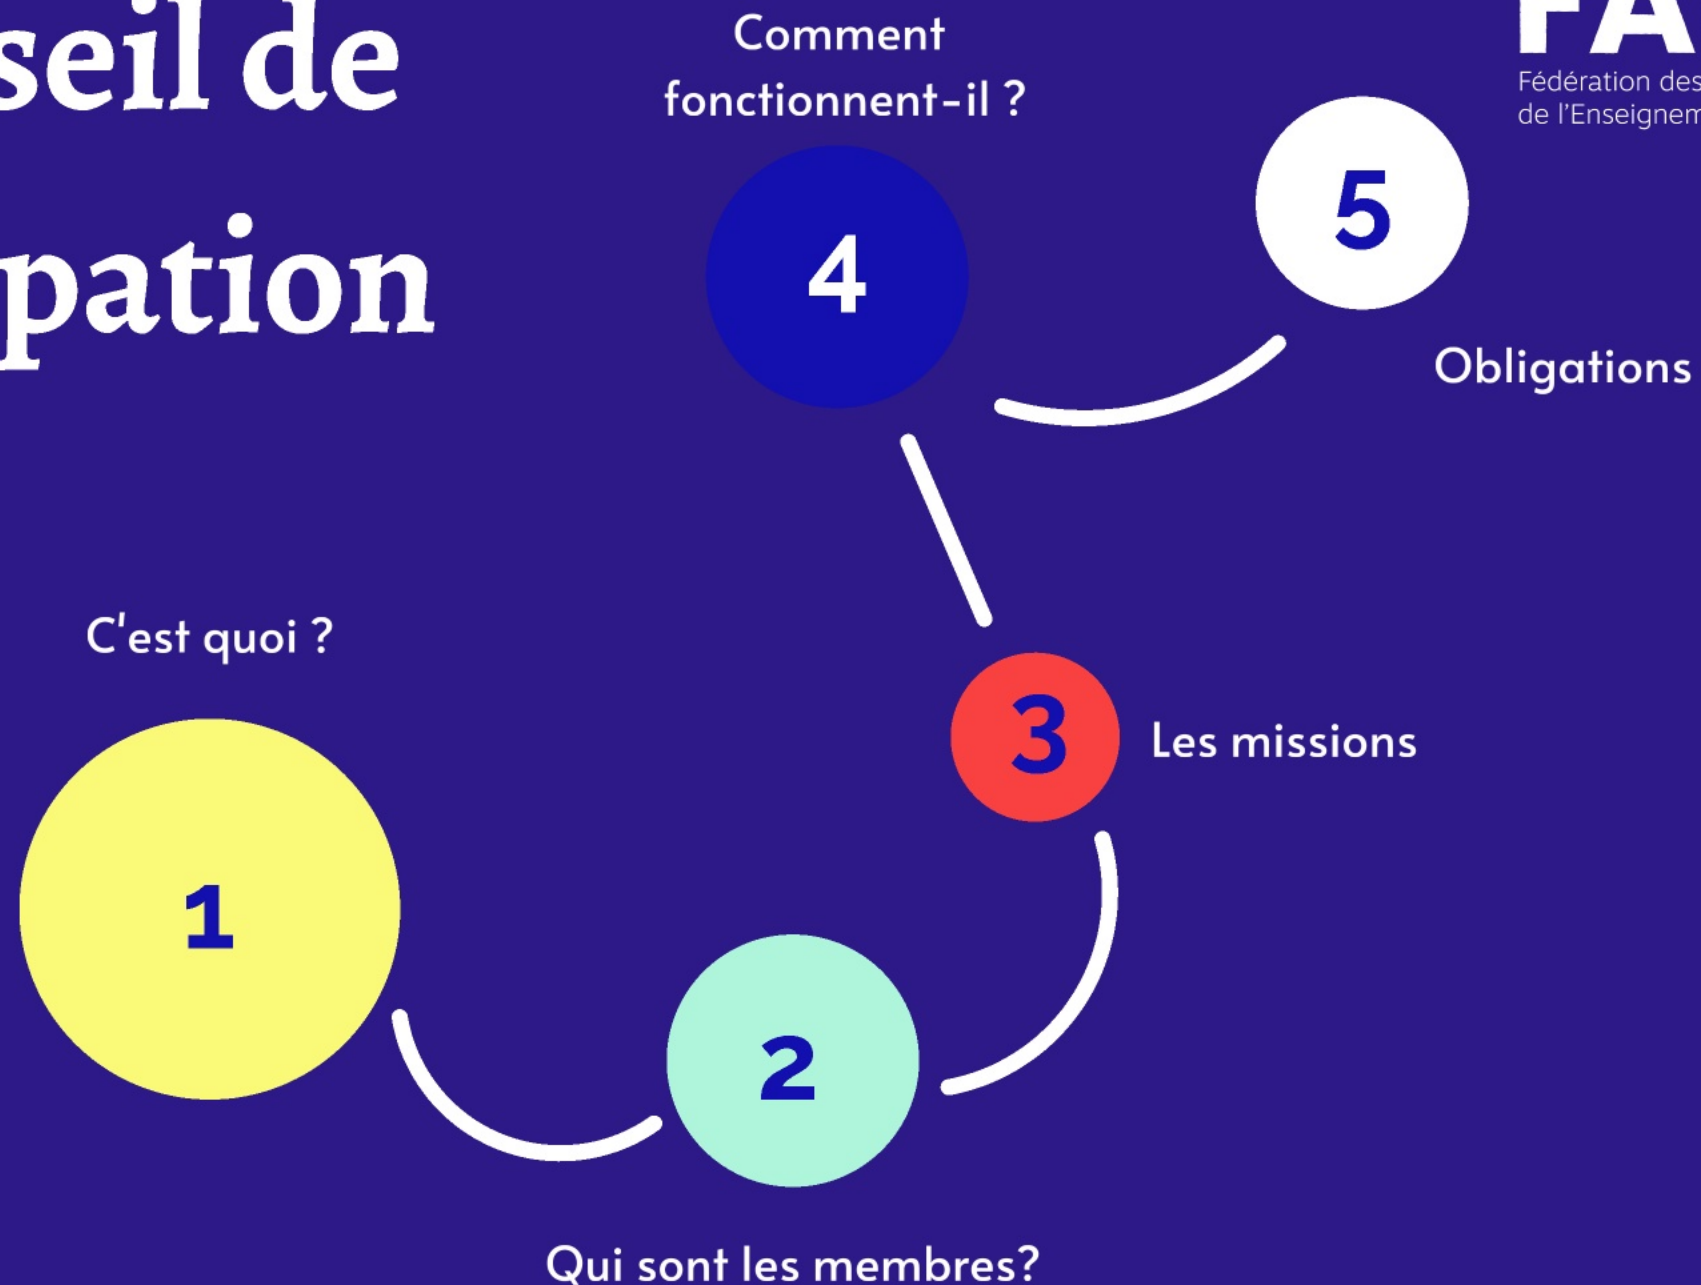 seil de
pation
Comment
fonctionnent-il ?
4
FA
Fédération des
de l'Enseignem
5
Obligations
C'est quoi ?
1
3
Les missions
2
Qui sont les membres?